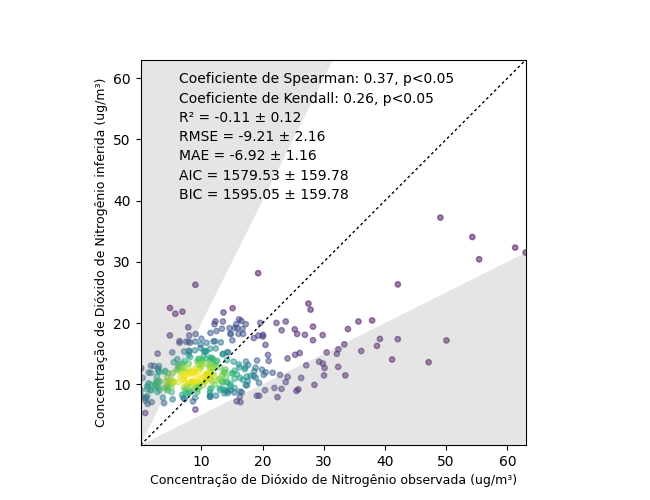 Coeficiente de Spearman: 0.37, p<0.05
Coeficiente de Kendall: 0.26, p<0.05
R² = -0.11 ± 0.12
RMSE = -9.21 ± 2.16
MAE = -6.92 ± 1.16
AIC = 1579.53 ± 159.78
BIC = 1595.05 ± 159.78
Concentração de Dióxido de Nitrogênio inferida (ug/m³)
60
50
40
30
20
10
10 20 30 40 50 60
Concentração de Dióxido de Nitrogênio observada (ug/m³)